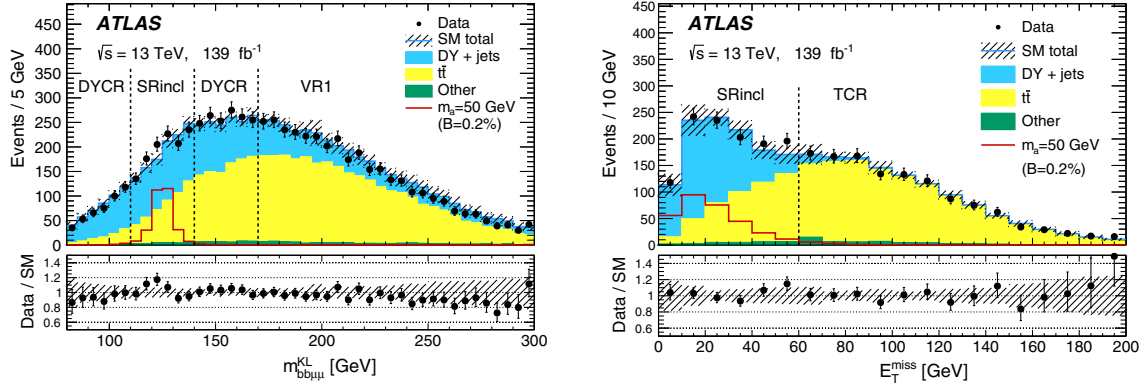 ATLAS
√s = 13 TeV, 139 fb⁻¹
DYCR SRincl DYCR VR1
Data
SM total
DY + jets
tt̄
Other
mₐ=50 GeV
(B=0.2%)
Events / 5 GeV
450
400
350
300
250
200
150
100
50
0
Data / SM
1.4
1.2
1
0.8
0.6
100 150 200 250 300
m_{bbμμ}^{KL} [GeV]
ATLAS
√s = 13 TeV, 139 fb⁻¹
SRincl TCR
Data
SM total
DY + jets
tt̄
Other
mₐ=50 GeV
(B=0.2%)
Events / 10 GeV
450
400
350
300
250
200
150
100
50
0
Data / SM
1.4
1.2
1
0.8
0.6
0 20 40 60 80 100 120 140 160 180 200
E_T^{miss} [GeV]